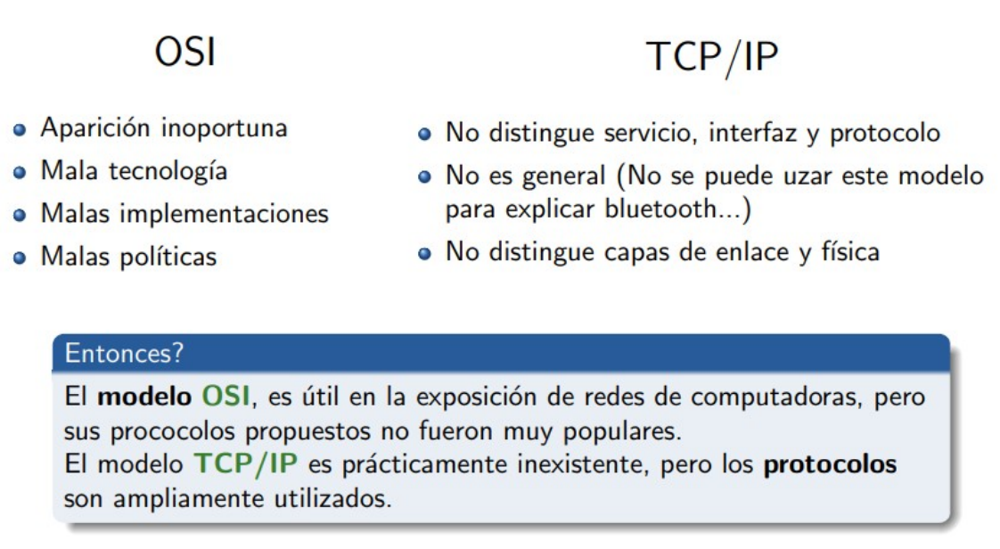 OSI
Aparición inoportuna
Mala tecnología
Malas implementaciones
Malas políticas
TCP/IP
No distingue servicio, interfaz y protocolo
No es general (No se puede uzar este modelo
para explicar bluetooth...)
No distingue capas de enlace y física
Entonces?
El modelo OSI, es útil en la exposición de redes de computadoras, pero
sus prococolos propuestos no fueron muy populares.
El modelo TCP/IP es prácticamente inexistente, pero los protocolos
son ampliamente utilizados.